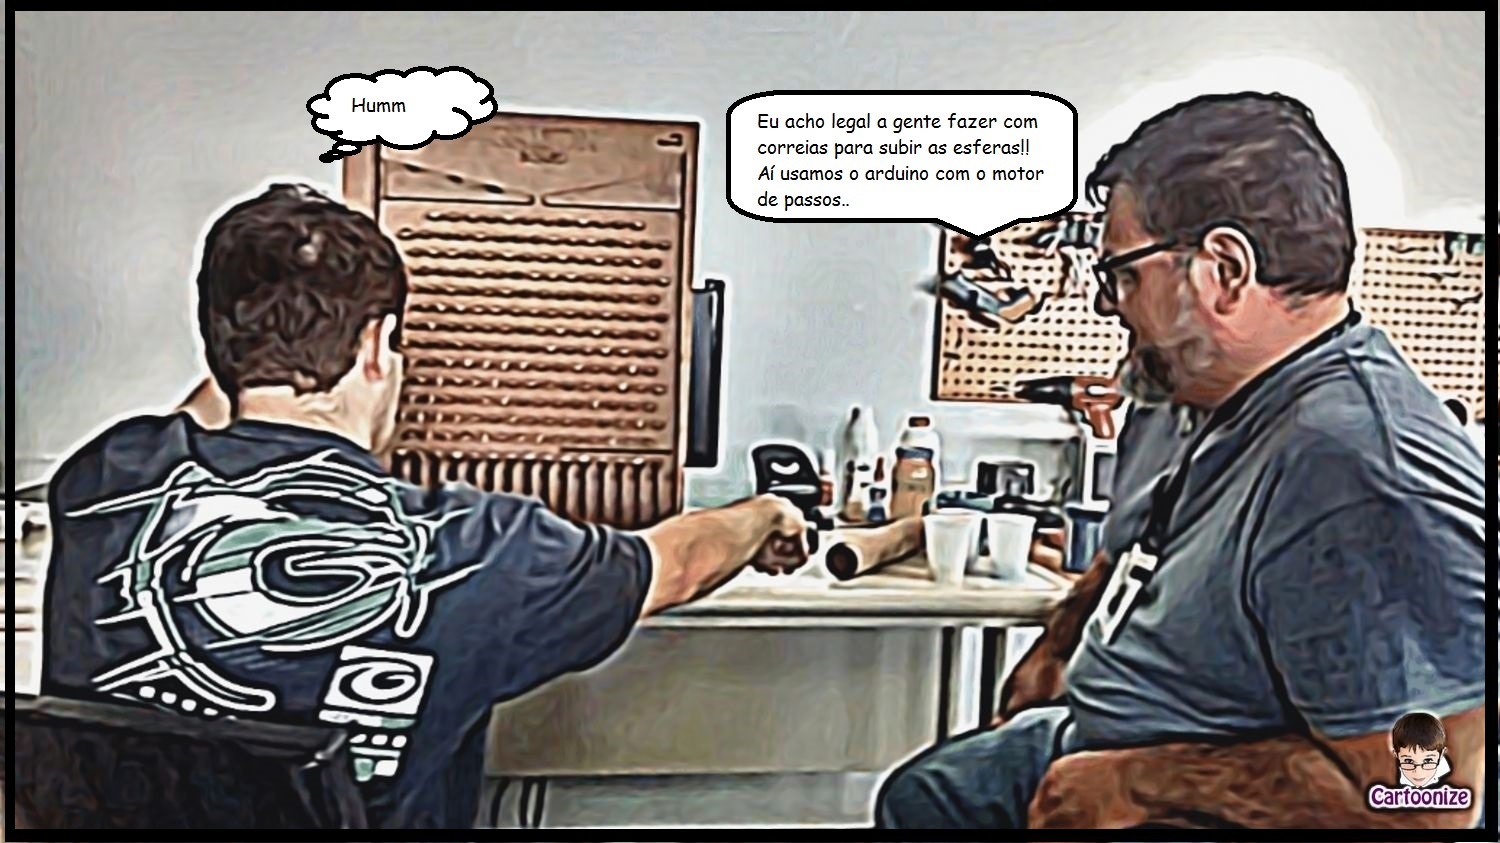 Humm
Eu acho legal a gente fazer com
correias para subir as esferas!!
Aí usamos o arduino com o motor
de passos..
Cartoonize